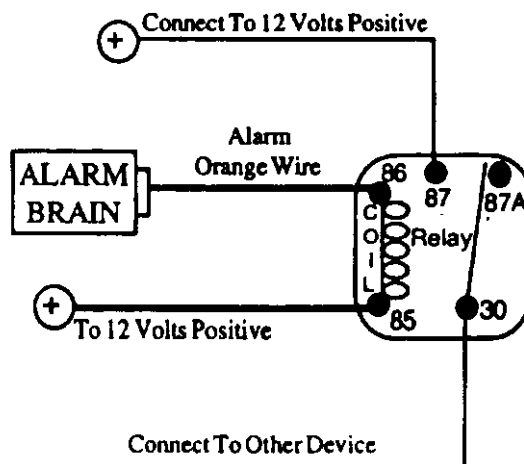 Connect To 12 Volts Positive
+
Alarm
Orange Wire
ALARM
BRAIN
86
87
87A
COIL
Relay
+
To 12 Volts Positive
85
30
Connect To Other Device